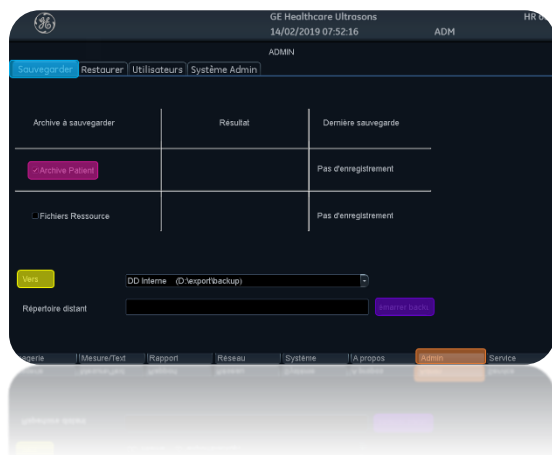 GE Healthcare Ultrasons HR
14/02/2019 07:52:16 ADM
ADMIN
Sauvegarder Restaurer Utilisateurs Système Admin
Archive à sauvegarder Résultat Dernière sauvegarde
Archive Patient Pas d'enregistrement
Fichiers Ressource Pas d'enregistrement
Vers DD Interne (D:\export\backup)
Répertoire distant
Mesure/Text Rapport Réseau Système A propos Admin Service